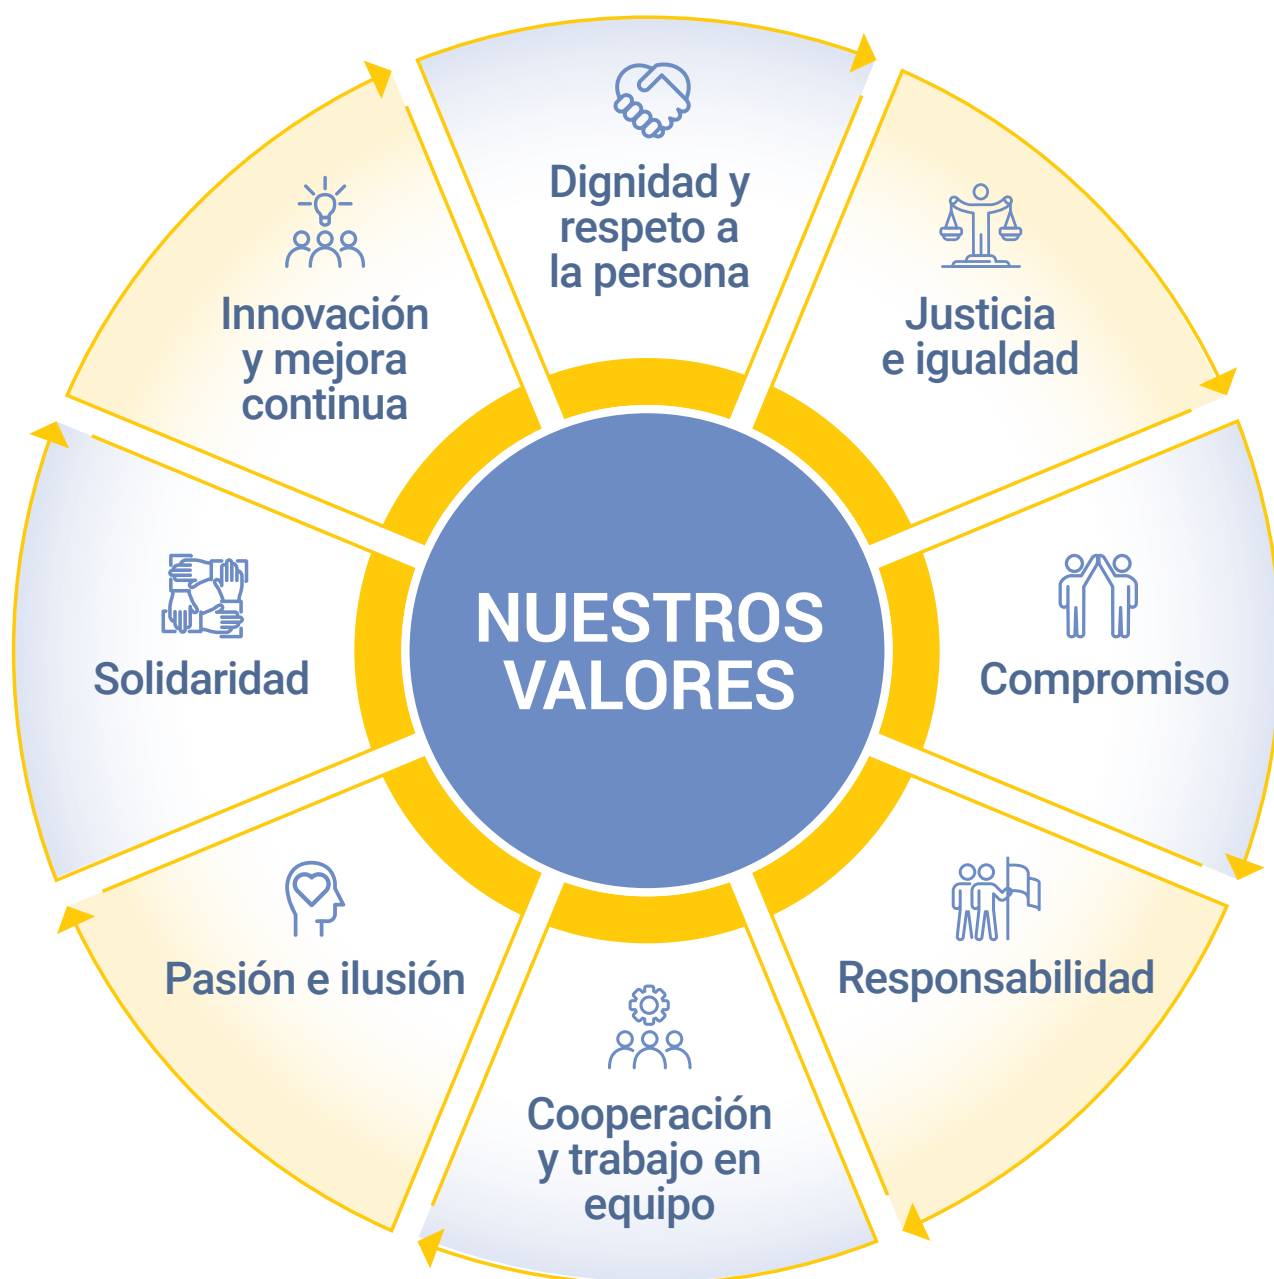 NUESTROS
VALORES
Dignidad y
respeto a
la persona
Justicia
e igualdad
Compromiso
Responsabilidad
Cooperación
y trabajo en
equipo
Pasión e ilusión
Solidaridad
Innovación
y mejora
continua